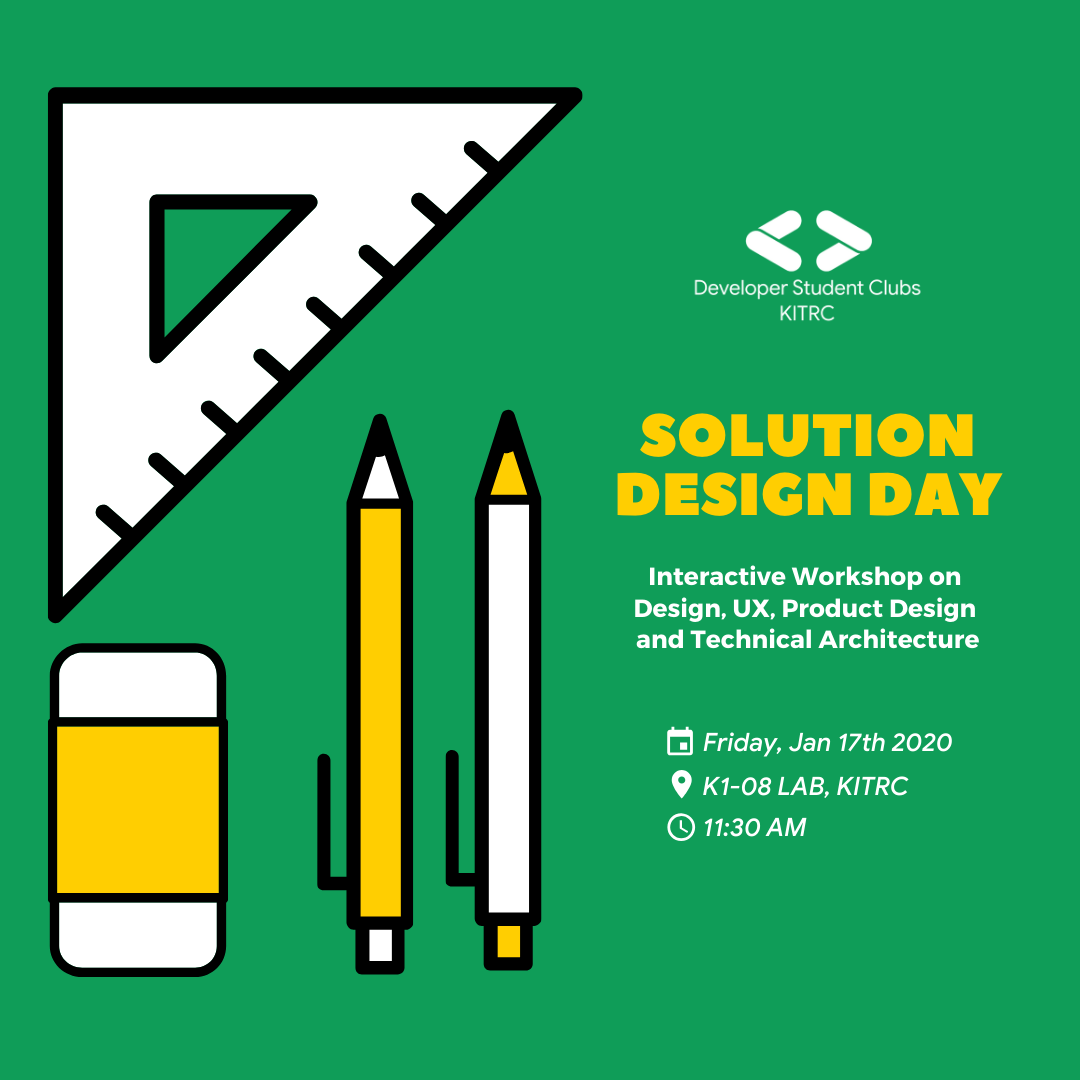 Developer Student Clubs
KITRC
SOLUTION
DESIGN DAY
Interactive Workshop on
Design, UX, Product Design
and Technical Architecture
Friday, Jan 17th 2020
K1-08 LAB, KITRC
11:30 AM